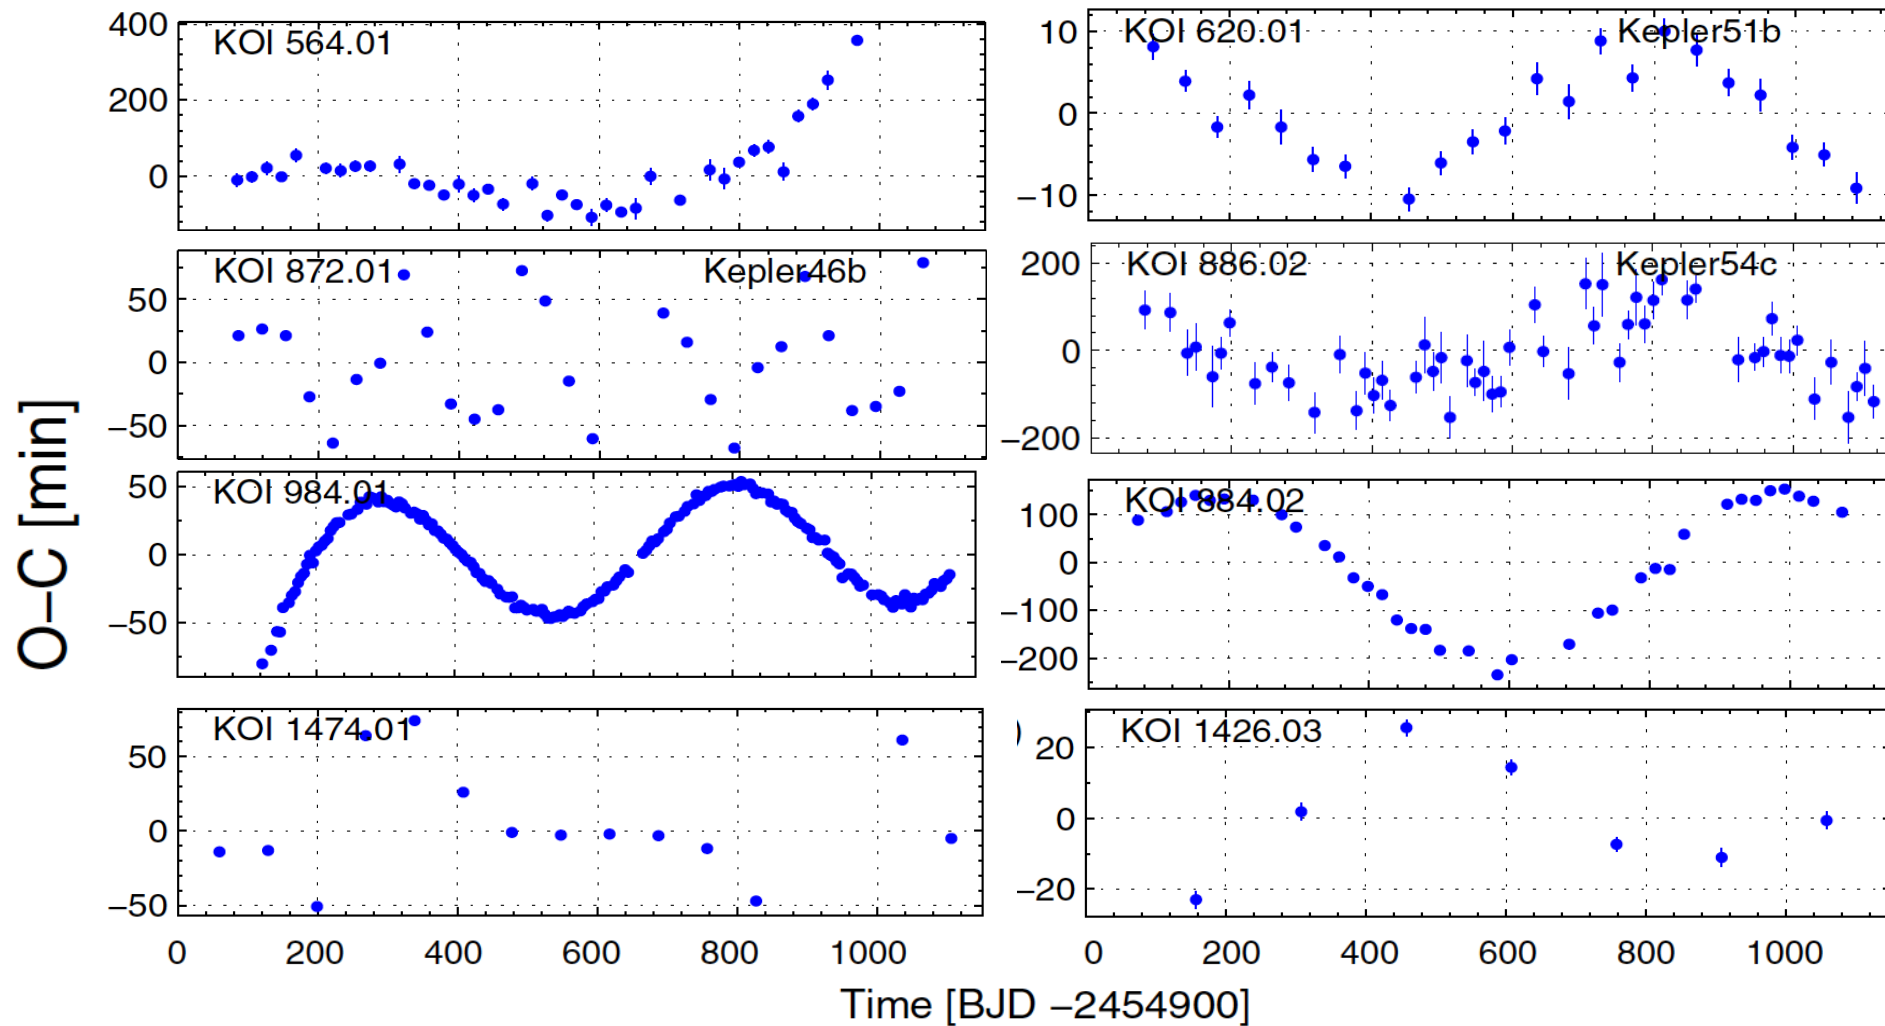 KOI 564.01
400
200
0
KOI 620.01 Kepler51b
10
0
−10
KOI 872.01 Kepler46b
50
0
−50
KOI 886.02 Kepler54c
200
0
−200
KOI 984.01
50
0
−50
KOI 884.02
100
0
−100
−200
KOI 1474.01
50
0
−50
KOI 1426.03
)
20
0
−20
O−C [min]
0 200 400 600 800 1000
0 200 400 600 800 1000
Time [BJD −2454900]